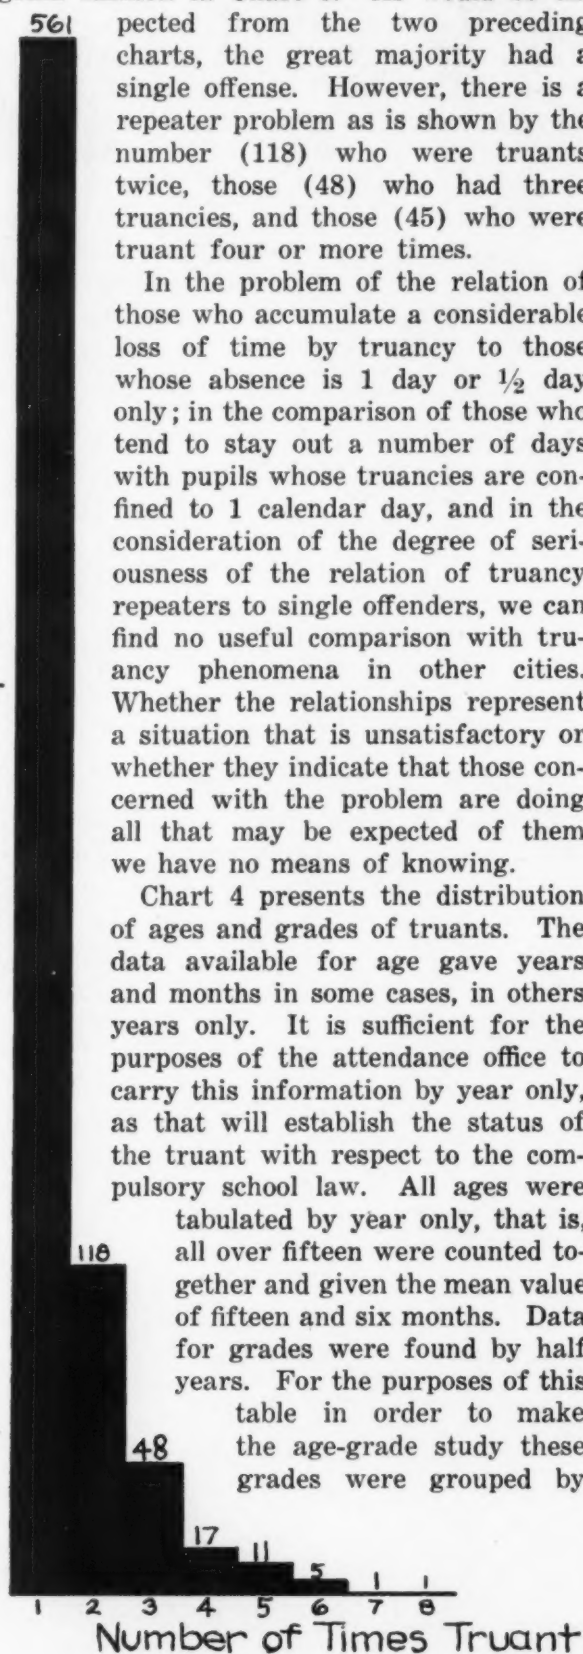 561
pected from the two preceding
charts, the great majority had a
single offense. However, there is a
repeater problem as is shown by the
number (118) who were truants
twice, those (48) who had three
truancies, and those (45) who were
truant four or more times.
In the problem of the relation of
those who accumulate a considerable
loss of time by truancy to those
whose absence is 1 day or ½ day
only; in the comparison of those who
tend to stay out a number of days
with pupils whose truancies are con-
fined to 1 calendar day, and in the
consideration of the degree of seri-
ousness of the relation of truancy
repeaters to single offenders, we can
find no useful comparison with tru-
ancy phenomena in other cities.
Whether the relationships represent
a situation that is unsatisfactory or
whether they indicate that those con-
cerned with the problem are doing
all that may be expected of them
we have no means of knowing.
Chart 4 presents the distribution
of ages and grades of truants. The
data available for age gave years
and months in some cases, in others
years only. It is sufficient for the
purposes of the attendance office to
carry this information by year only,
as that will establish the status of
the truant with respect to the com-
pulsory school law. All ages were
tabulated by year only, that is,
all over fifteen were counted to-
gether and given the mean value
of fifteen and six months. Data
for grades were found by half
years. For the purposes of this
table in order to make
the age-grade study these
grades were grouped by
118
48
17
11
5
1
1
1 2 3 4 5 6 7 8
Number of Times Truant